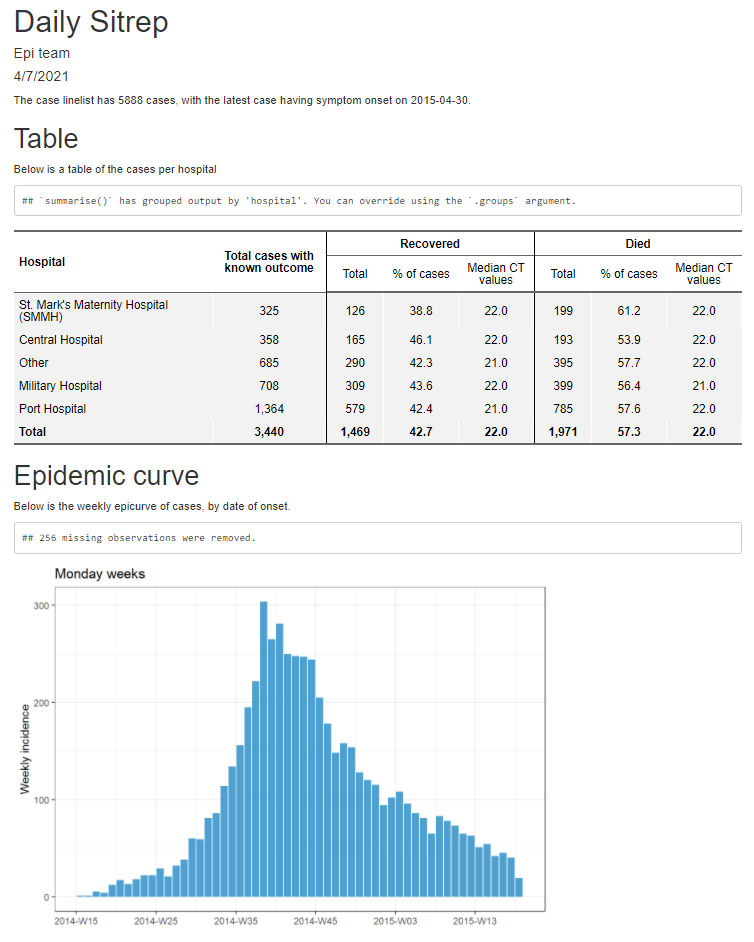 Daily Sitrep
Epi team
4/7/2021
The case linelist has 5888 cases, with the latest case having symptom onset on 2015-04-30.
Table
Below is a table of the cases per hospital
## `summarise()` has grouped output by 'hospital'. You can override using the `.groups` argument.
Hospital Total cases with known outcome Recovered Died
Total % of cases Median CT values Total % of cases Median CT values
St. Mark's Maternity Hospital (SMMH) 325 126 38.8 22.0 199 61.2 22.0
Central Hospital 358 165 46.1 22.0 193 53.9 22.0
Other 685 290 42.3 21.0 395 57.7 22.0
Military Hospital 708 309 43.6 22.0 399 56.4 21.0
Port Hospital 1,364 579 42.4 21.0 785 57.6 22.0
Total 3,440 1,469 42.7 22.0 1,971 57.3 22.0
Epidemic curve
Below is the weekly epicurve of cases, by date of onset.
## 256 missing observations were removed.
Monday weeks
Weekly incidence
300
200
100
0
2014-W15 2014-W25 2014-W35 2014-W45 2015-W03 2015-W13